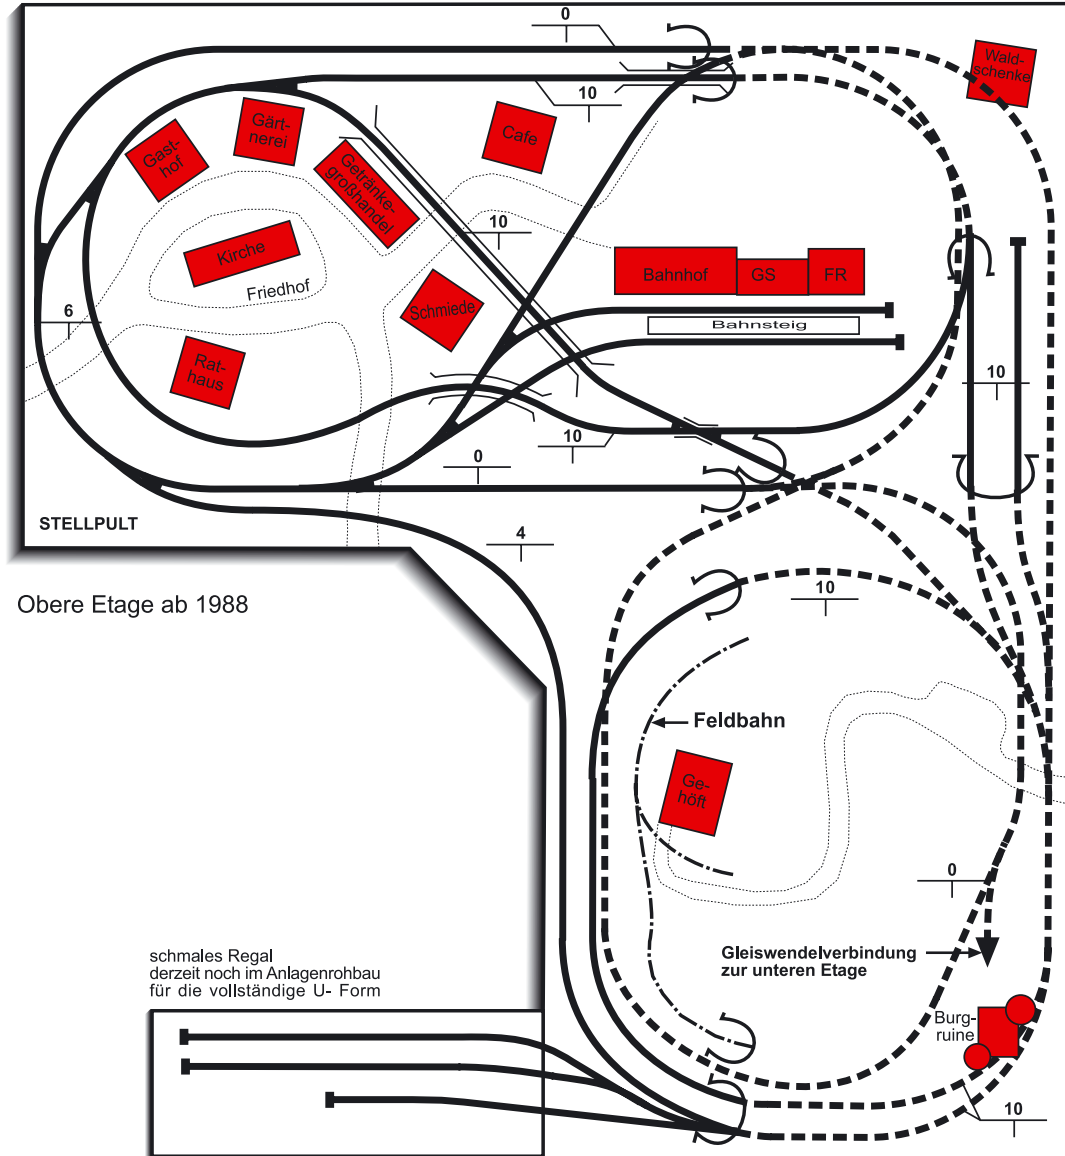 0
Wald-
schenke
10
Gärt-
nerei
Cafe
Gast-
hof
Getränke-
großhandel
10
Kirche
Bahnhof
GS
FR
Friedhof
6
Schmiede
Bahnsteig
Rat-
haus
10
10
0
STELLPULT
4
Obere Etage ab 1988
10
Feldbahn
Ge-
höft
0
Gleiswendelverbindung
zur unteren Etage
schmales Regal
derzeit noch im Anlagenrohbau
für die vollständige U- Form
Burg-
ruine
10